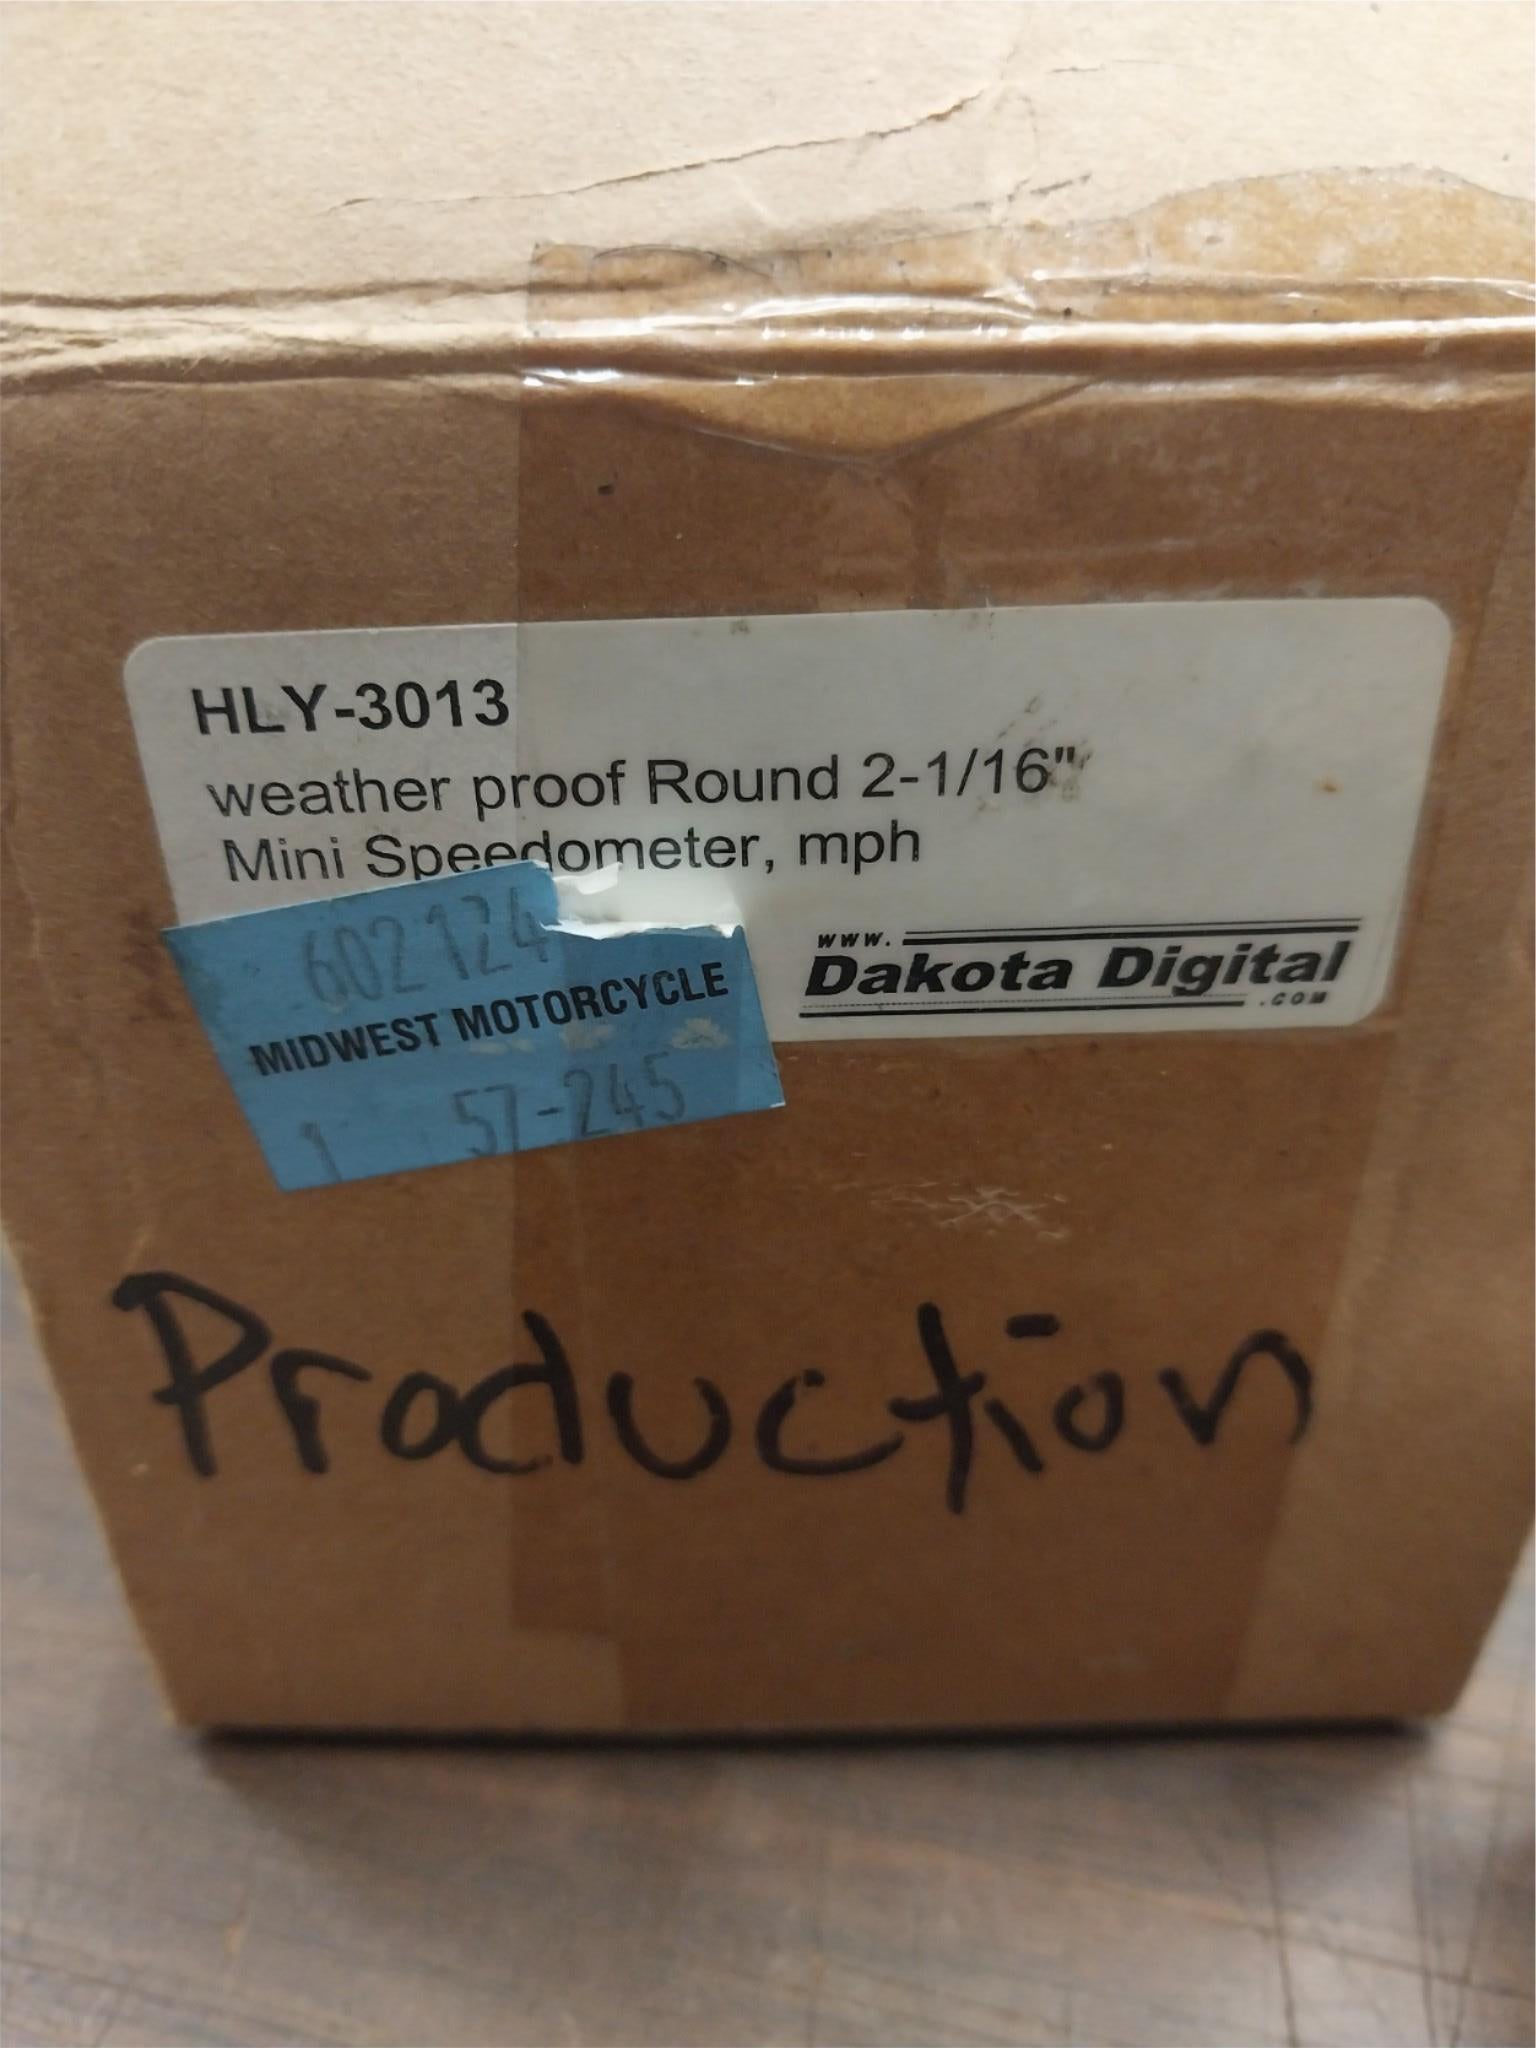 HLY-3013
weather proof Round 2-1/16"
Mini Speedometer, mph
www.
Dakota Digital
.COM
602124
MIDWEST MOTORCYCLE
1 57-245
Production